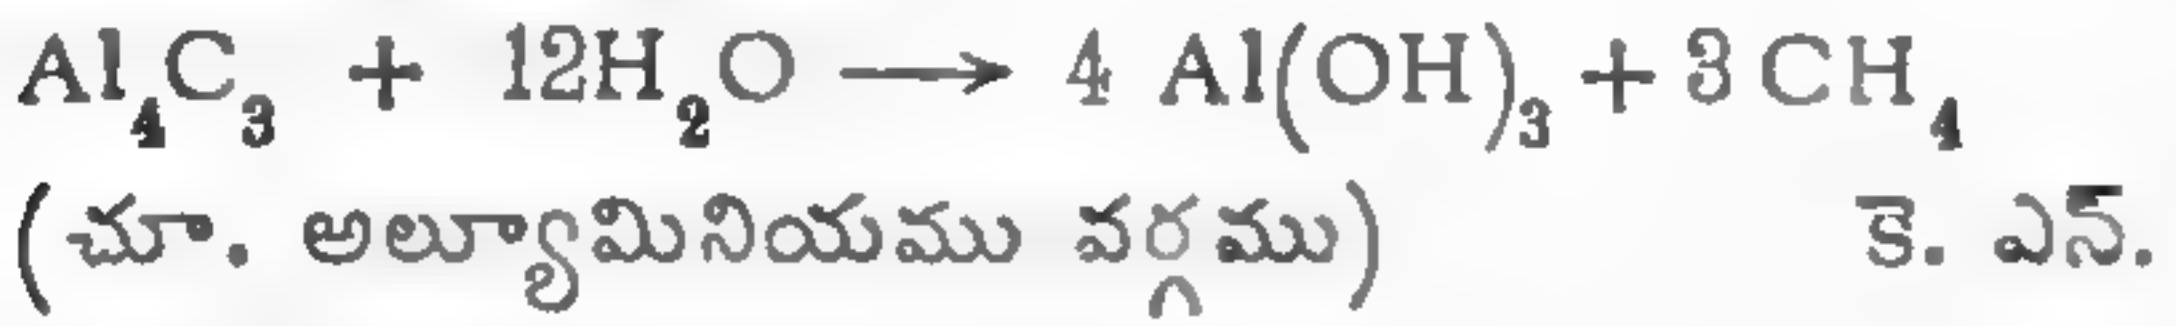 Al₄C₃ + 12H₂O ⟶ 4 Al(OH)₃ + 3 CH₄
(చూ. అల్యూమినియము వర్గము) కె. ఎన్.